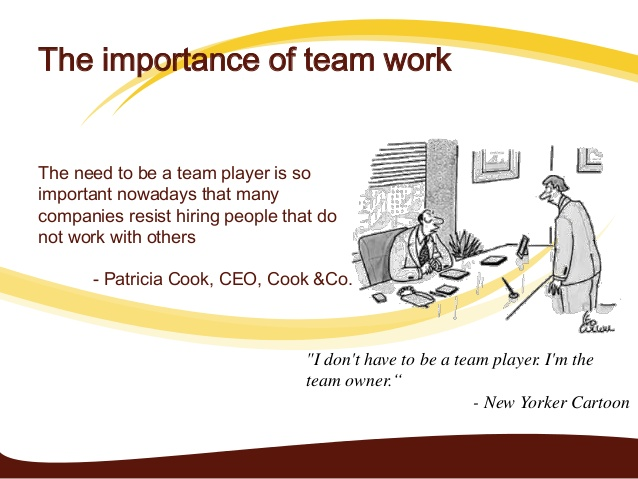 The importance of team work
The need to be a team player is so
important nowadays that many
companies resist hiring people that do
not work with others
- Patricia Cook, CEO, Cook &Co.
"I don't have to be a team player. I'm the
team owner.“
- New Yorker Cartoon